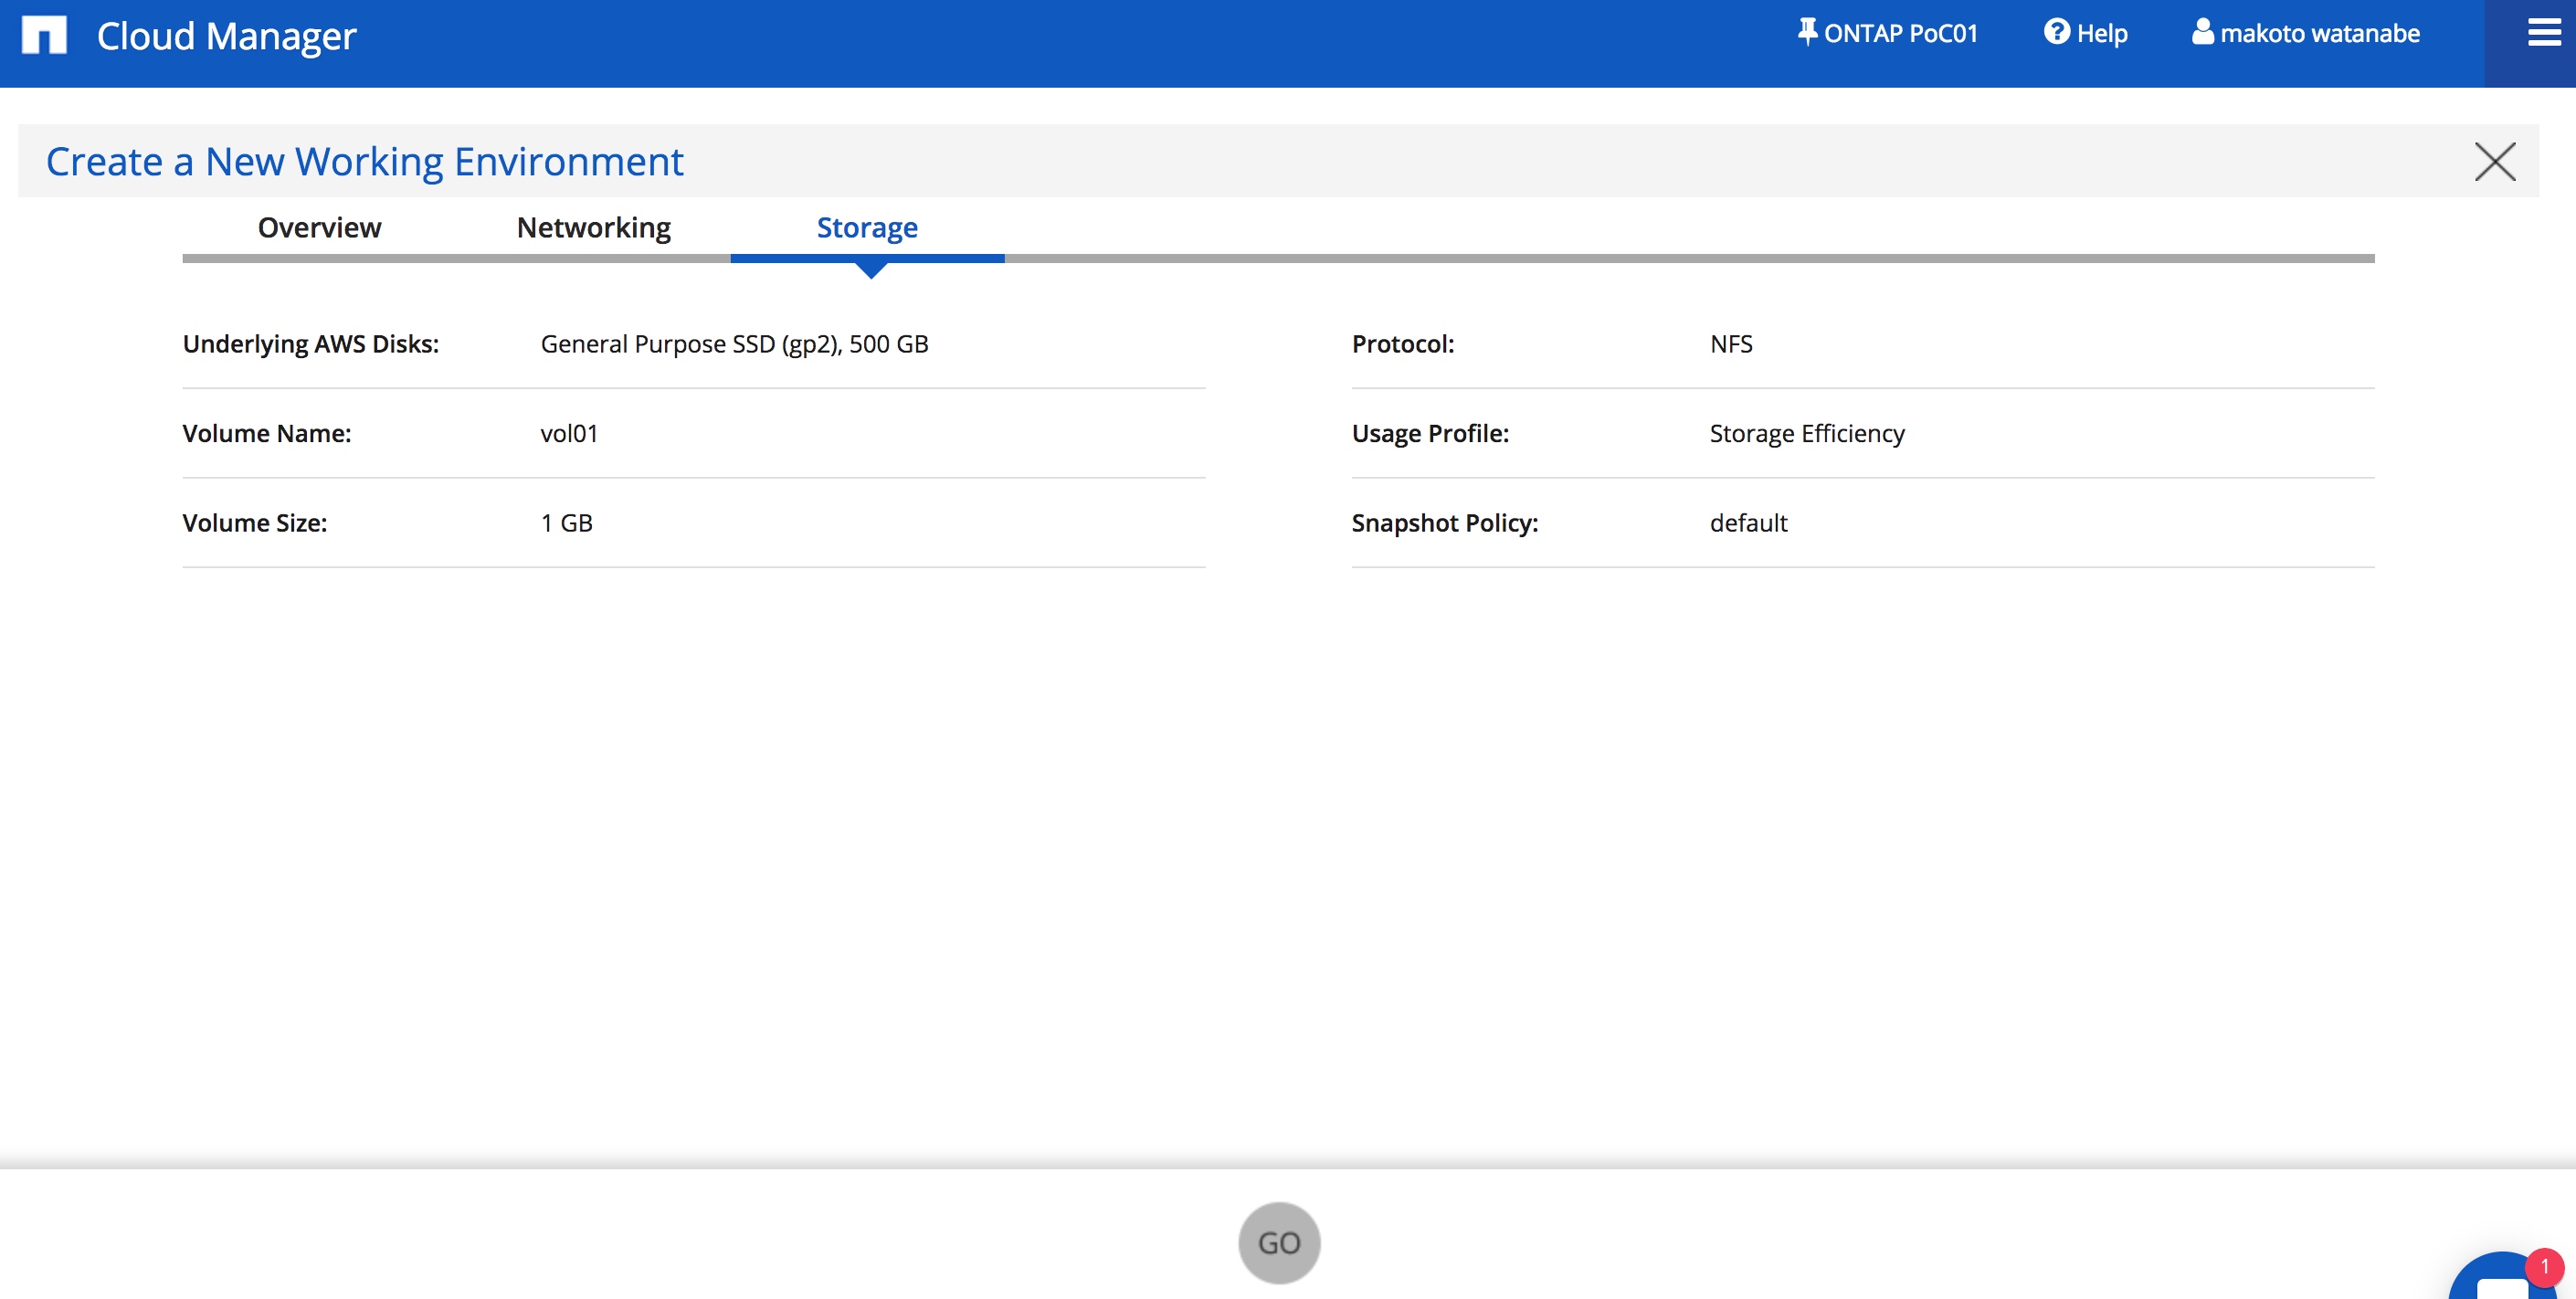 Cloud Manager
ONTAP PoC01
Help
makoto watanabe
Create a New Working Environment
Overview
Networking
Storage
Underlying AWS Disks: General Purpose SSD (gp2), 500 GB
Protocol: NFS
Volume Name: vol01
Usage Profile: Storage Efficiency
Volume Size: 1 GB
Snapshot Policy: default
GO
1